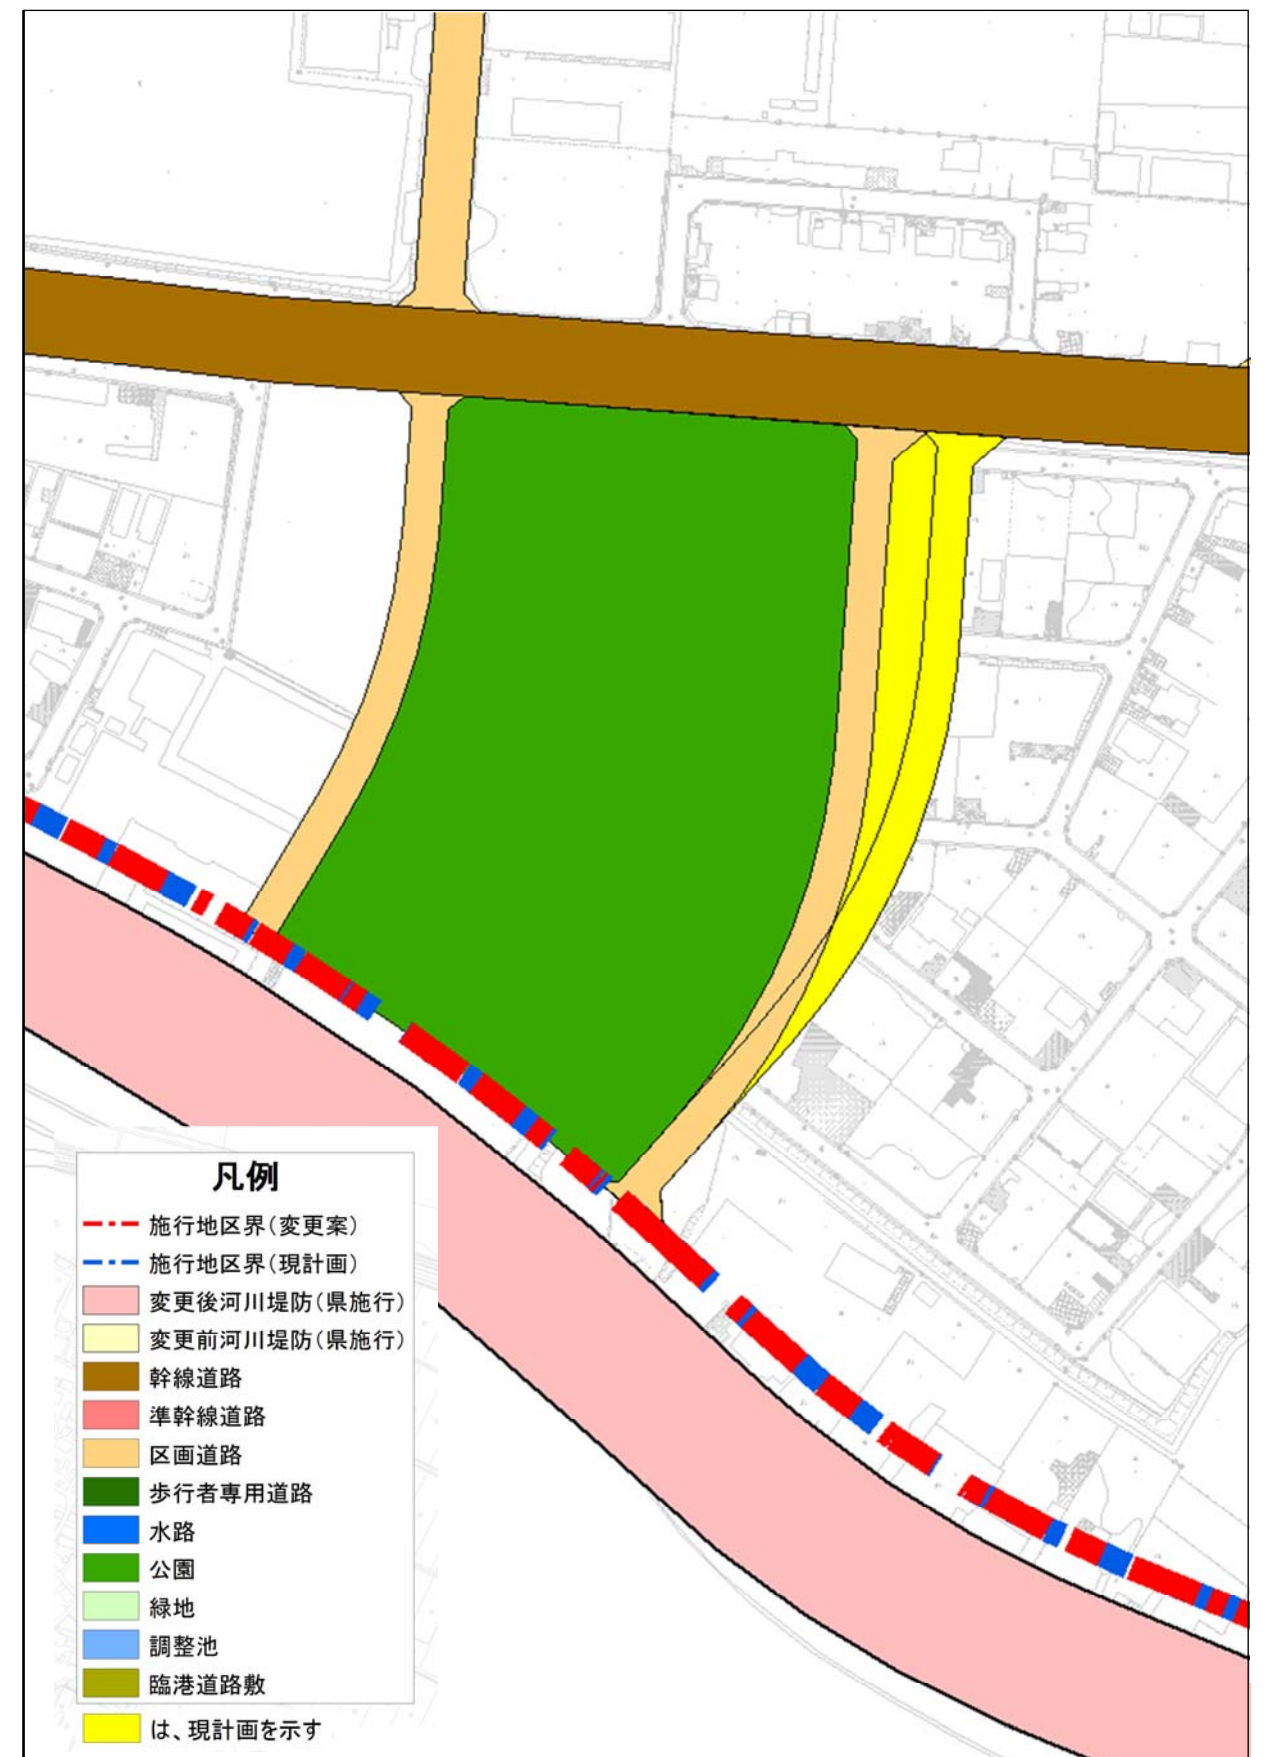 凡例
施行地区界(変更案)
施行地区界(現計画)
変更後河川堤防(県施行)
変更前河川堤防(県施行)
幹線道路
準幹線道路
区画道路
歩行者専用道路
水路
公園
緑地
調整池
臨港道路敷
は、現計画を示す